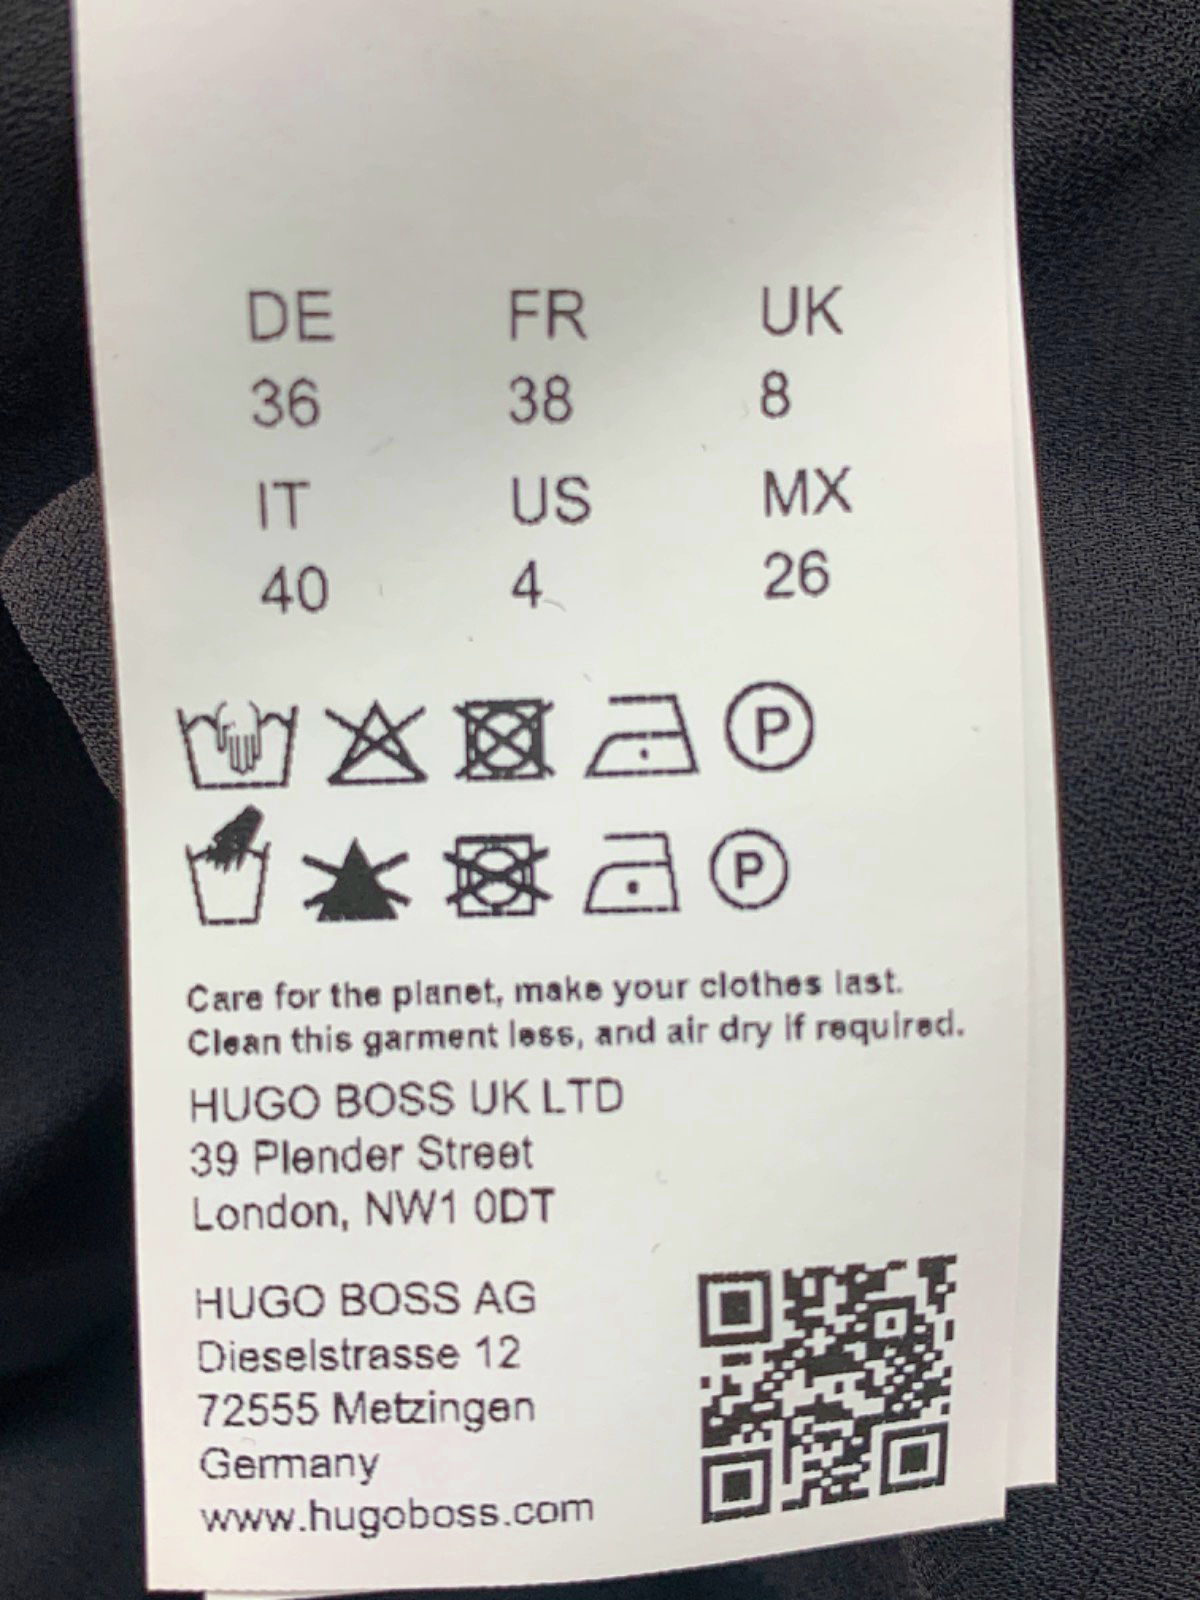 DE FR UK
36 38 8
IT US MX
40 4 26
P
P
Care for the planet, make your clothes last.
Clean this garment less, and air dry if required.
HUGO BOSS UK LTD
39 Plender Street
London, NW1 0DT
HUGO BOSS AG
Dieselstrasse 12
72555 Metzingen
Germany
www.hugoboss.com